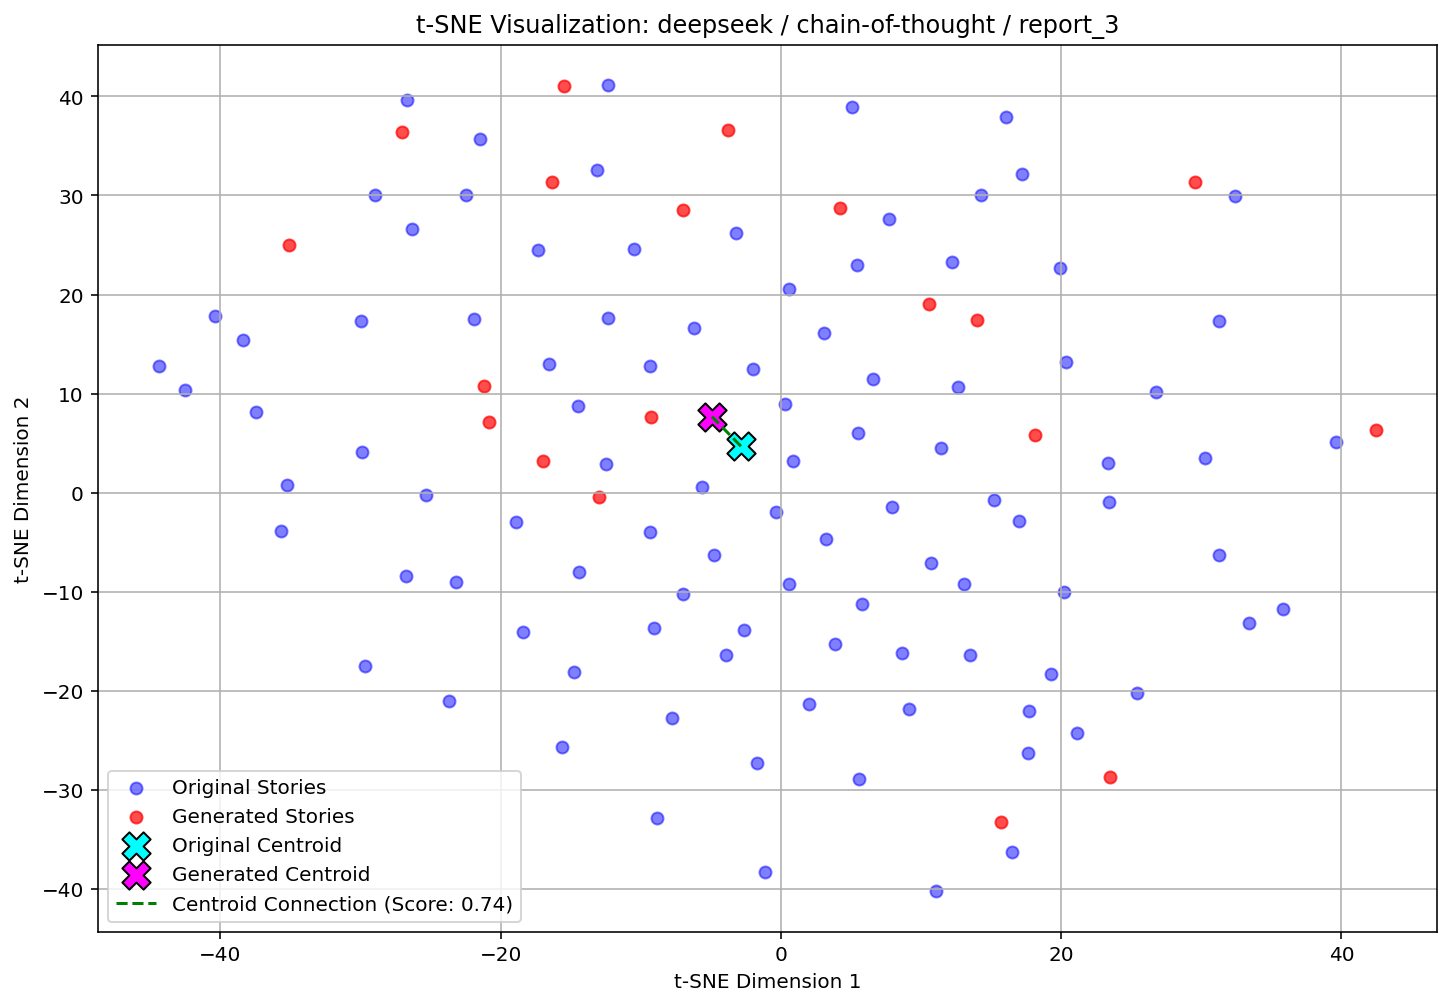 t-SNE Visualization: deepseek / chain-of-thought / report_3
t-SNE Dimension 2
40
30
20
10
0
−10
−20
−30
−40
Original Stories
Generated Stories
Original Centroid
Generated Centroid
Centroid Connection (Score: 0.74)
−40
−20
0
20
40
t-SNE Dimension 1